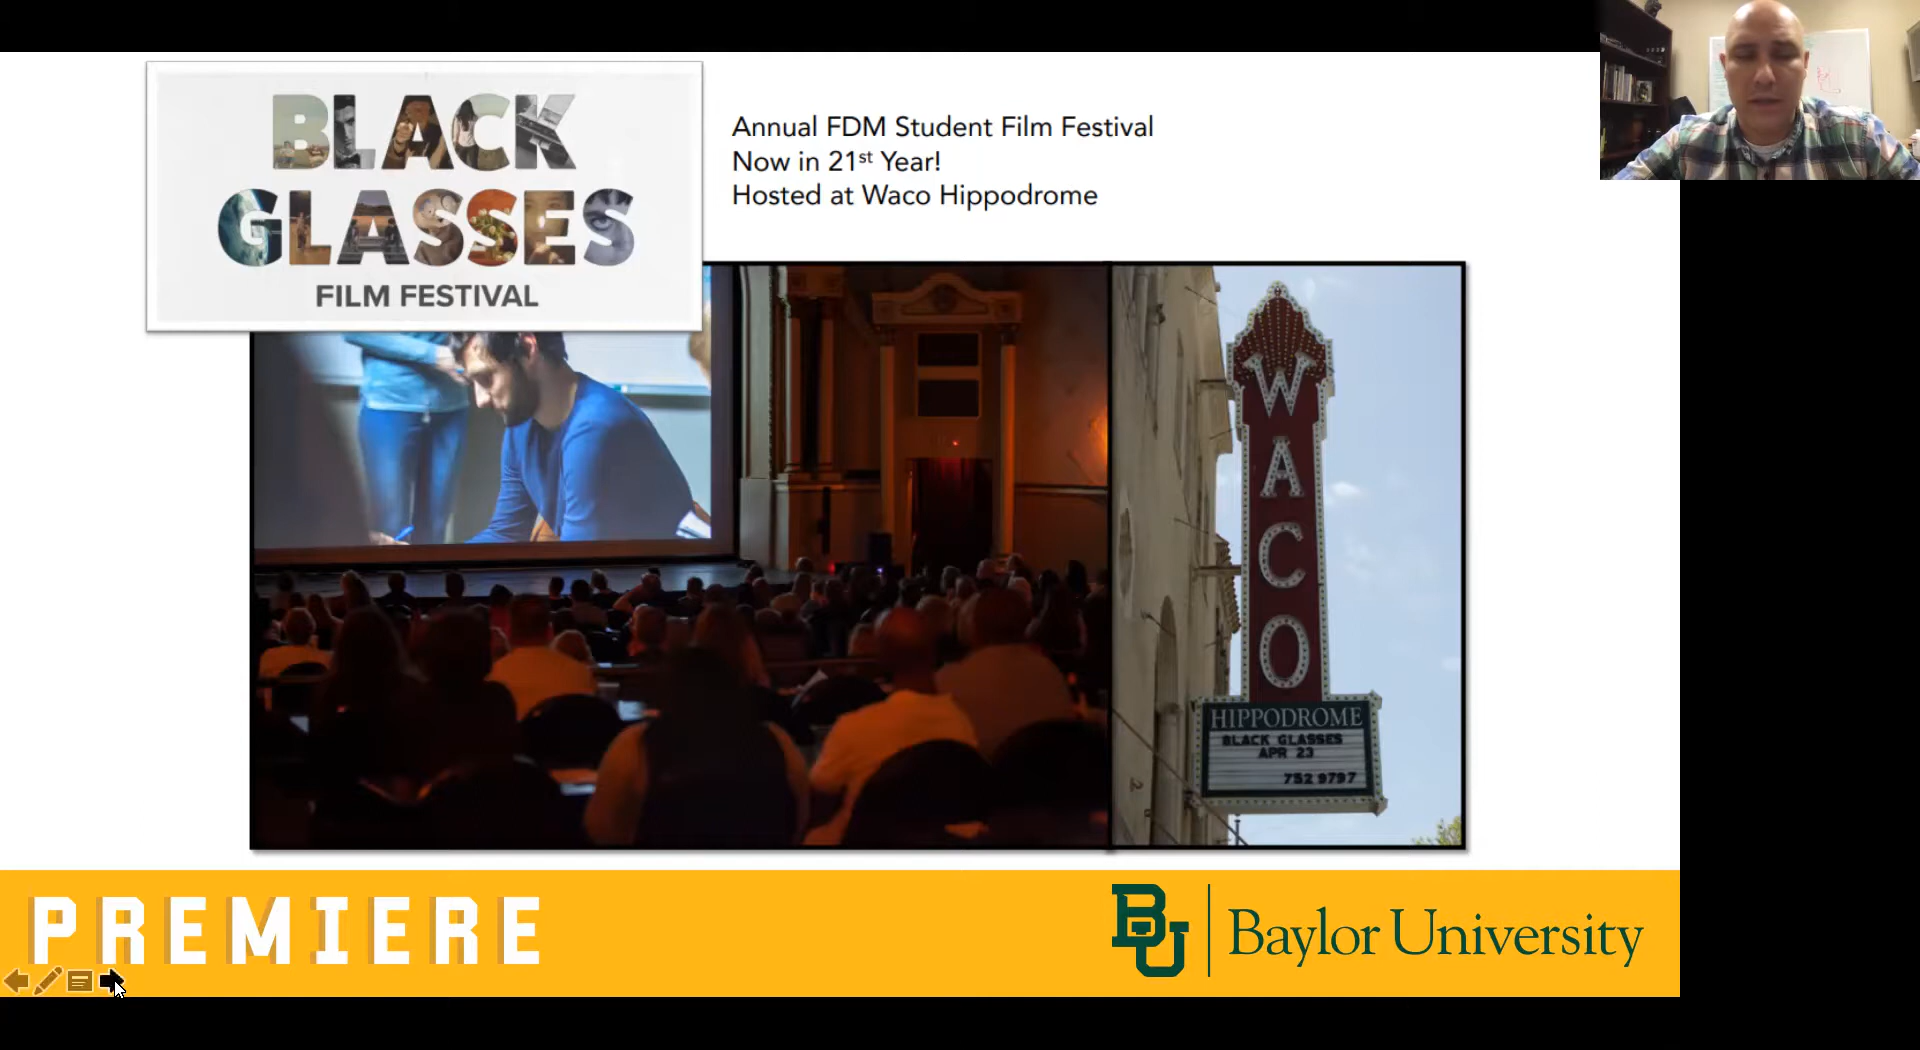 BLACK
GLASSES
FILM FESTIVAL
Annual FDM Student Film Festival
Now in 21st Year!
Hosted at Waco Hippodrome
WACO
HIPPODROME
BLACK GLASSES
APR 23
752 9797
PREMIERE
BU
Baylor University